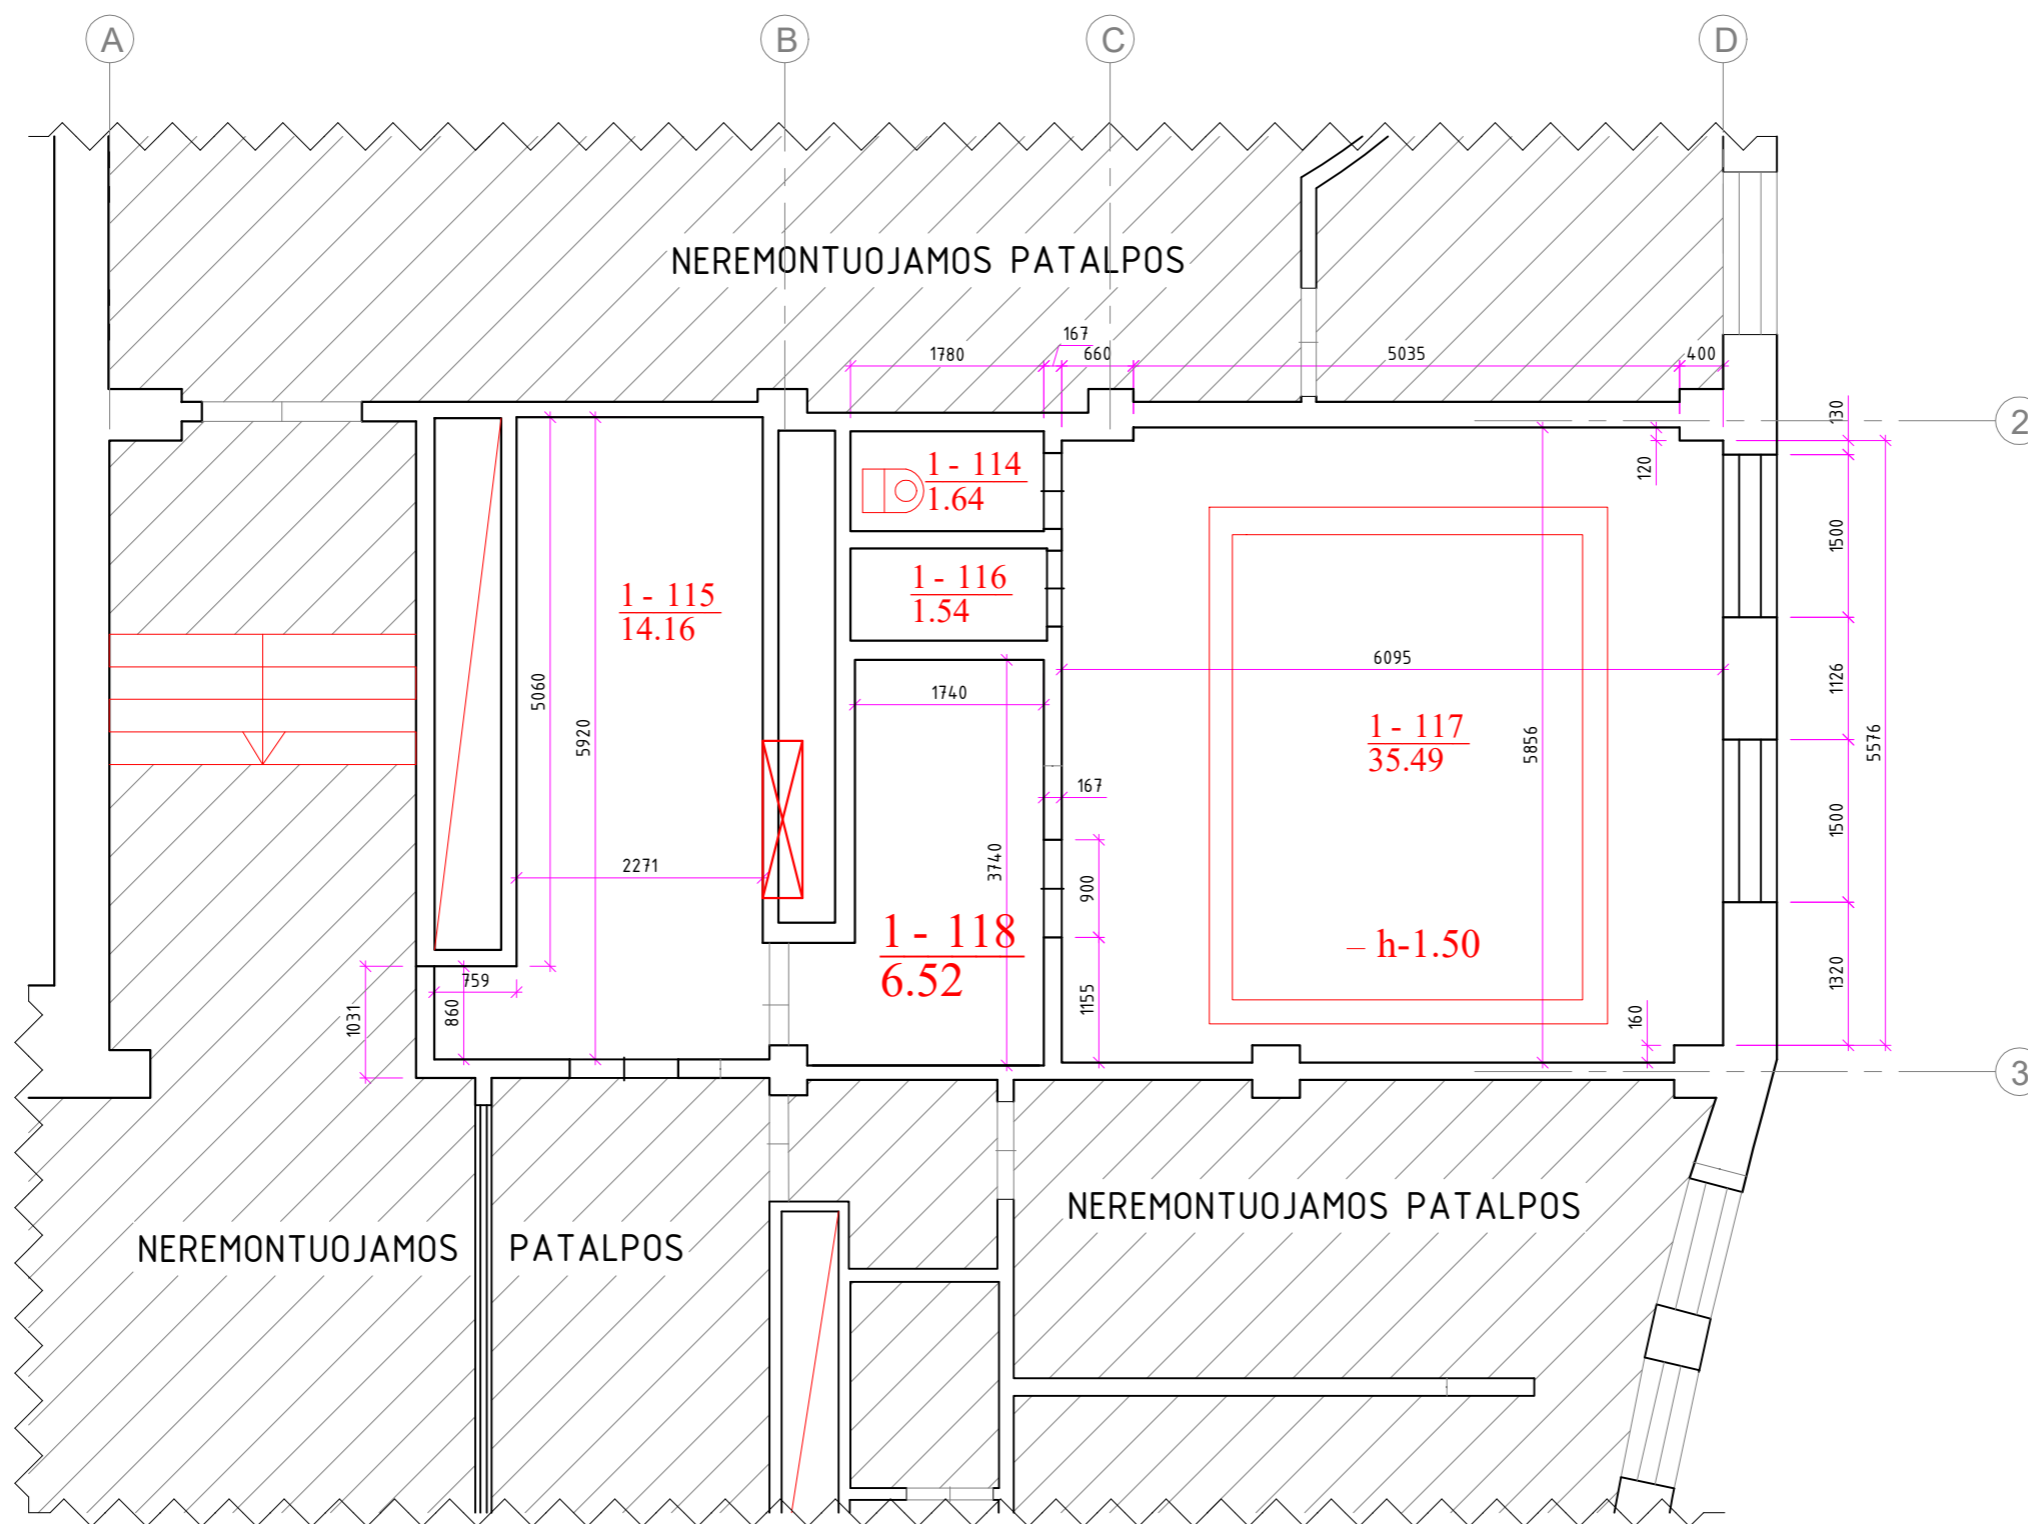 A B C D
NEREMONTUOJAMOS PATALPOS
167
1780 660 5035 400
130
2
120
1 - 114
1.64
1500
1 - 116
1.54
1 - 115
14.16
6095
5060
5920
1740
1126
1 - 117
35.49
5856
5576
167
1500
3740
2271
900
1 - 118
6.52
– h-1.50
759
1031
860
1155
160
1320
3
NEREMONTUOJAMOS PATALPOS
NEREMONTUOJAMOS PATALPOS